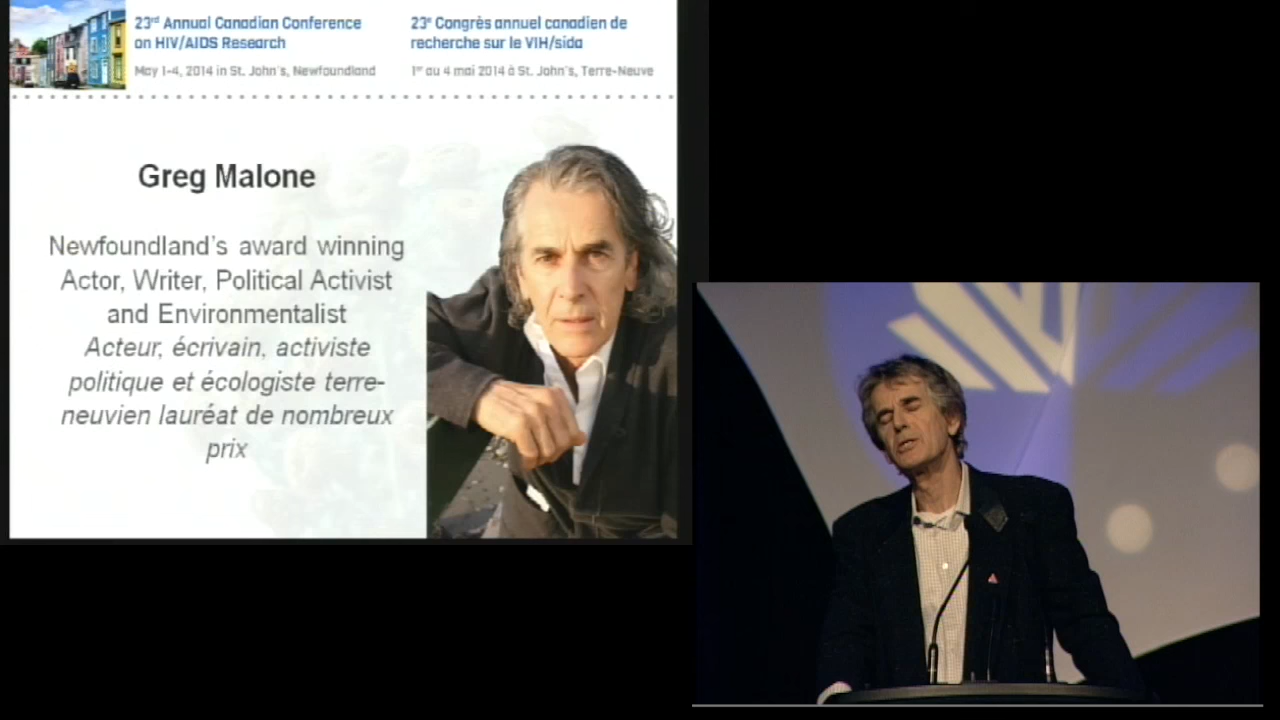 23rd Annual Canadian Conference
on HIV/AIDS Research
May 1-4, 2014 in St. John's, Newfoundland
23e Congrès annuel canadien de
recherche sur le VIH/sida
1er au 4 mai 2014 à St. John's, Terre-Neuve
Greg Malone
Newfoundland's award winning
Actor, Writer, Political Activist
and Environmentalist
Acteur, écrivain, activiste
politique et écologiste terre-
neuvien lauréat de nombreux
prix